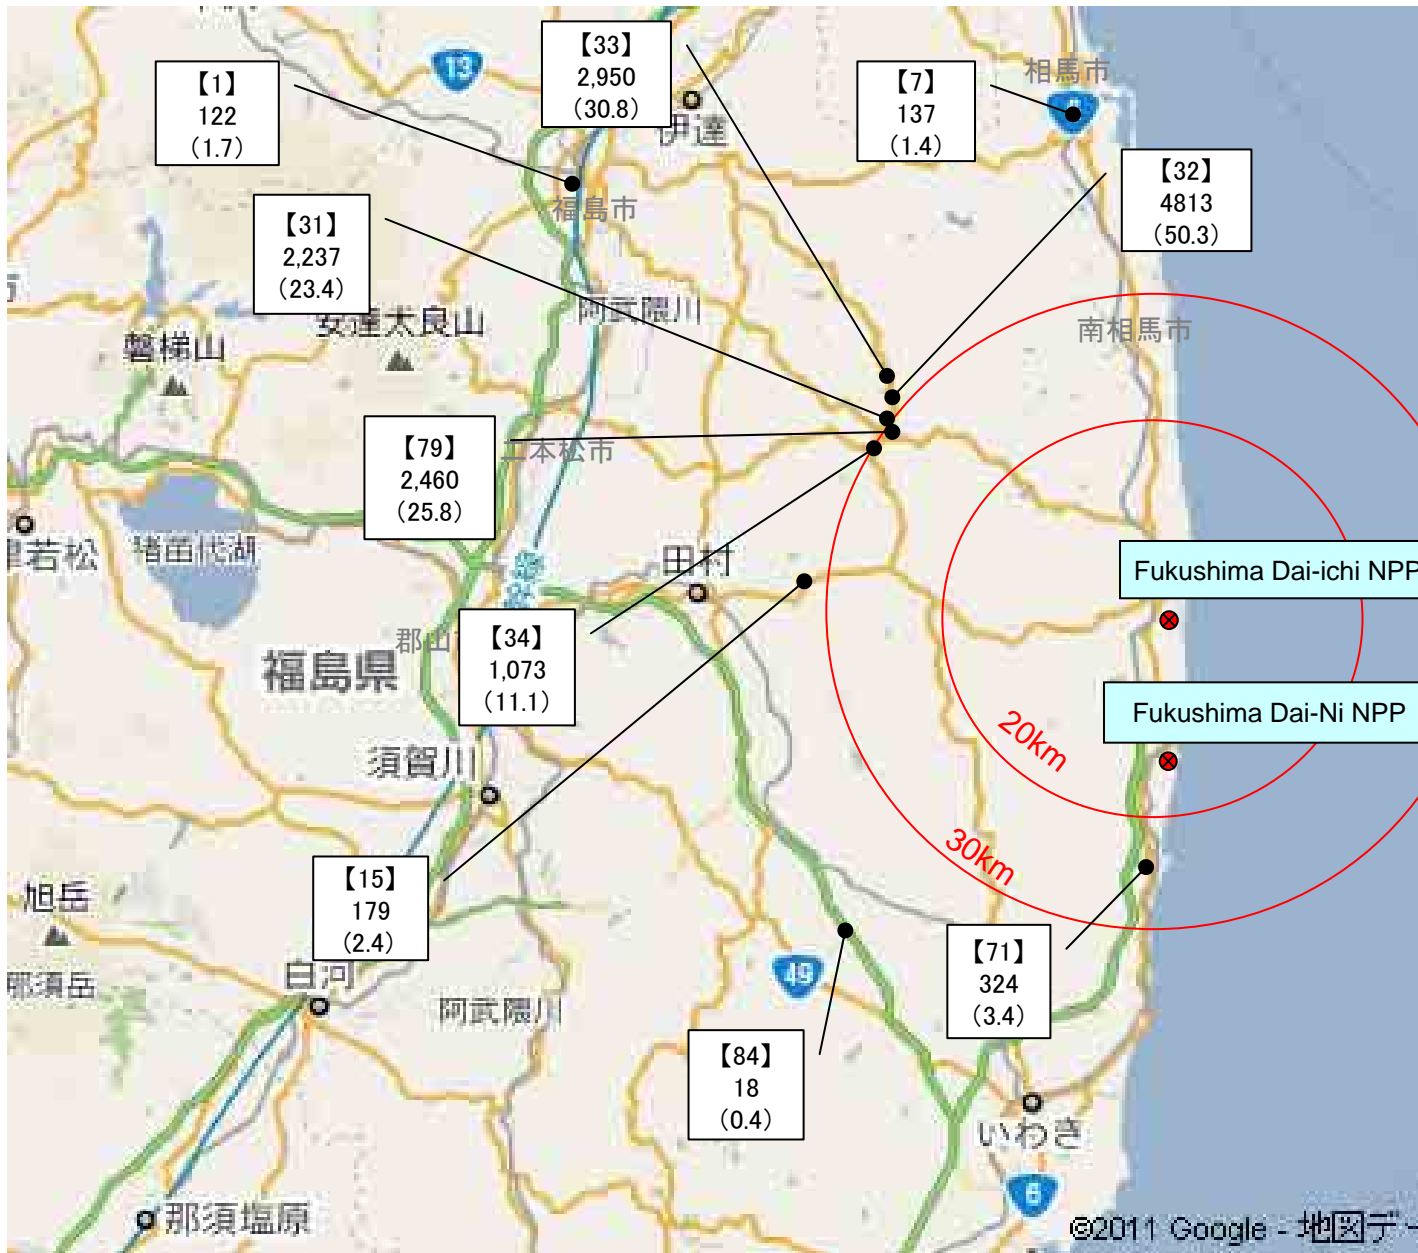 【33】
2,950
(30.8)
【1】
122
(1.7)
【7】
137
(1.4)
相馬市
13
伊達
【32】
4813
(50.3)
【31】
2,237
(23.4)
福島市
阿武隈川
安達太良山
磐梯山
南相馬市
【79】
2,460
(25.8)
二本松市
若松
猪苗代湖
田村
Fukushima Dai-ichi NPP
【34】
1,073
(11.1)
郡山
福島県
20km
Fukushima Dai-Ni NPP
須賀川
30km
【15】
179
(2.4)
旭岳
那須岳
白河
阿武隈川
49
【71】
324
(3.4)
【84】
18
(0.4)
いわき
6
那須塩原
©2011 Google - 地図デー